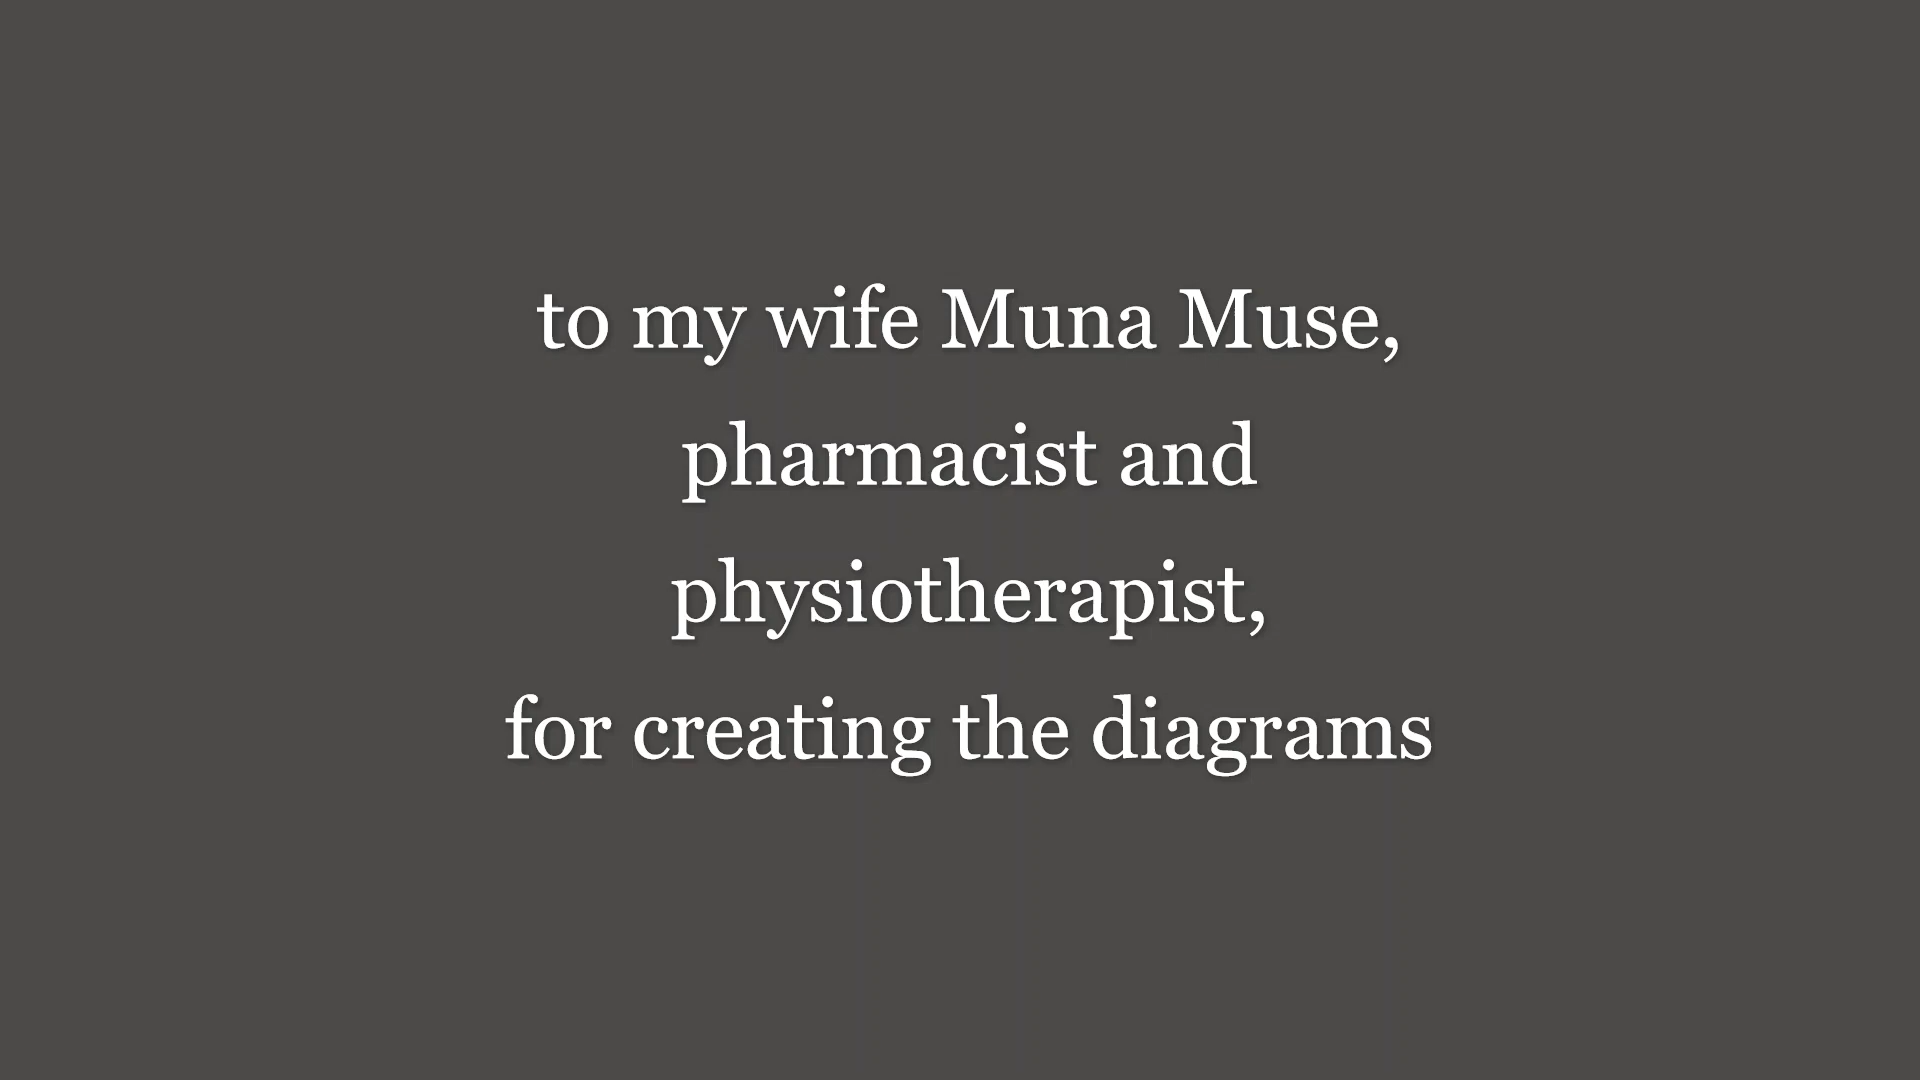 to my wife Muna Muse,
pharmacist and
physiotherapist,
for creating the diagrams